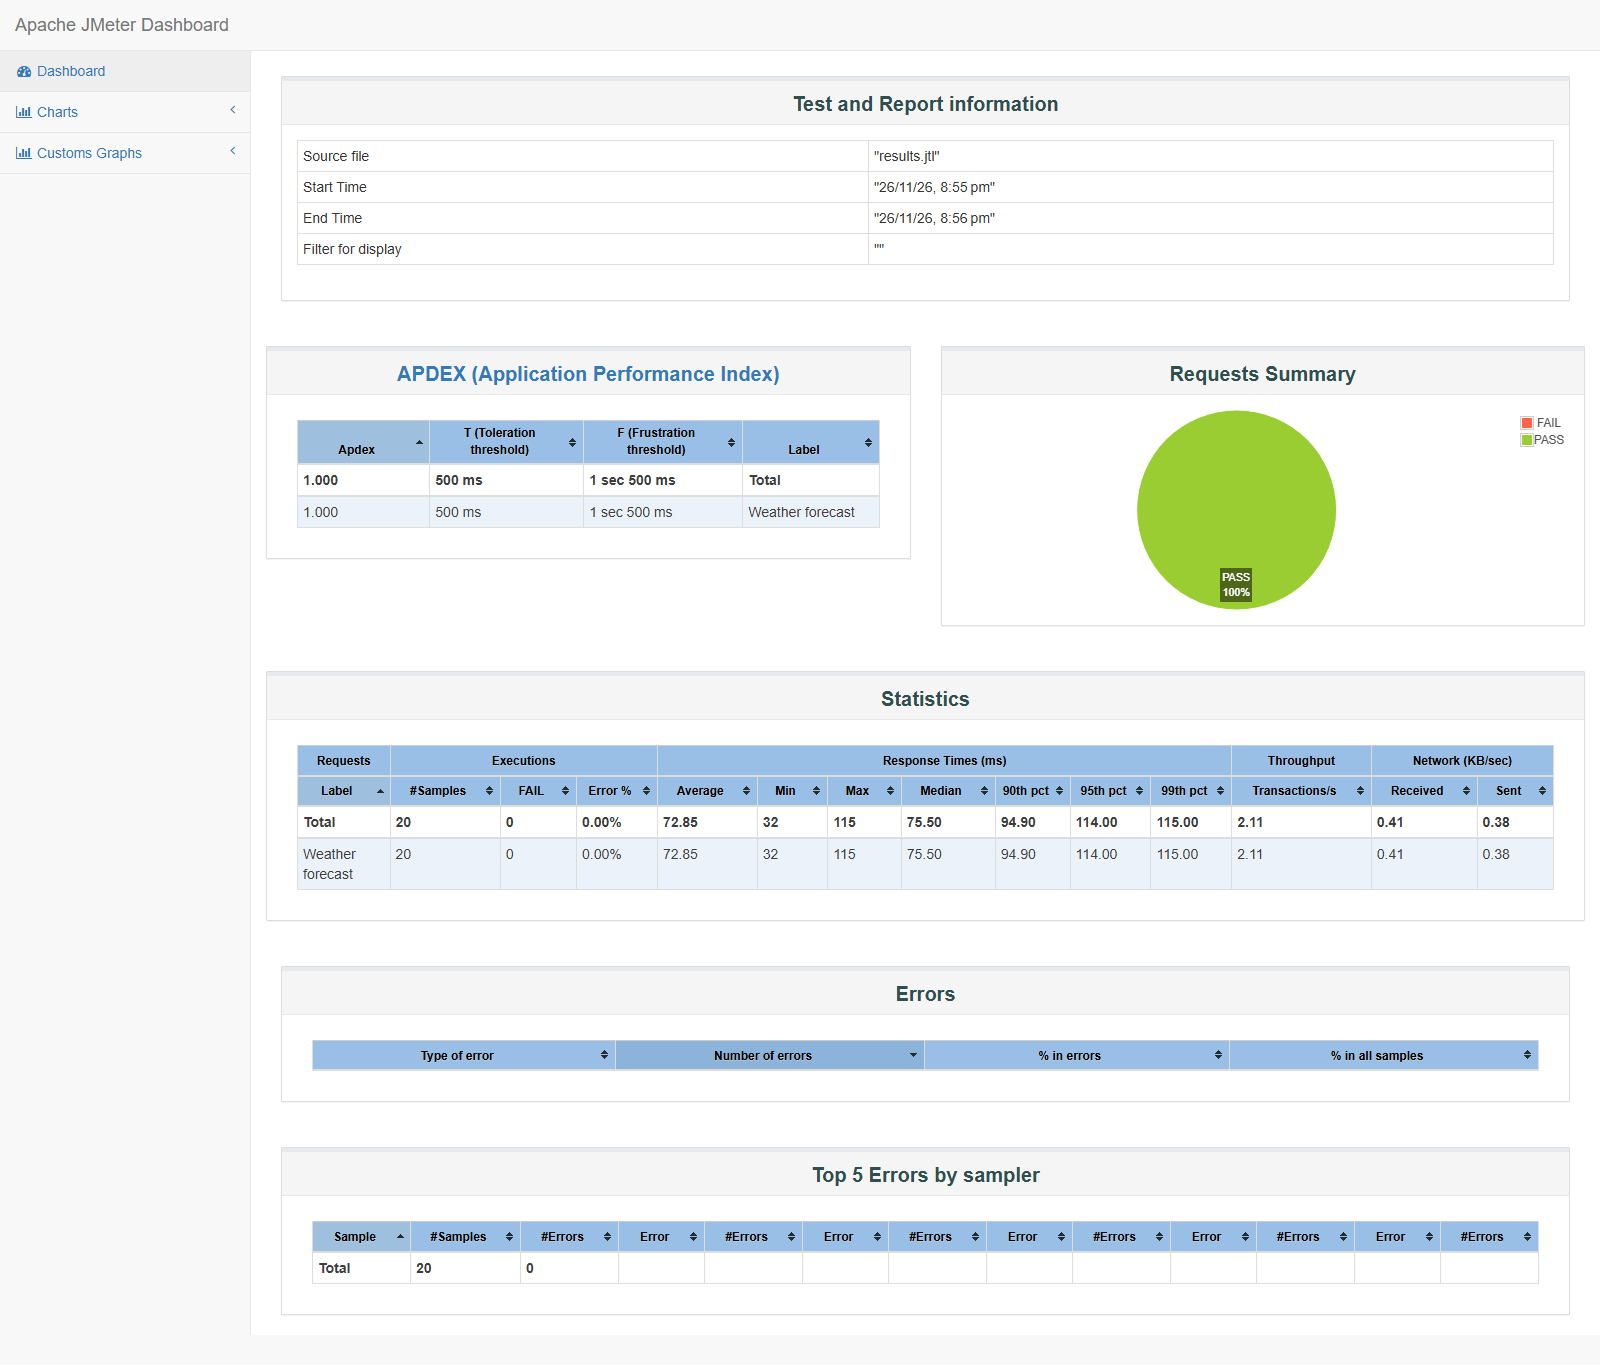 Apache JMeter Dashboard
Dashboard
Charts
Customs Graphs
Test and Report information
Source file "results.jtl"
Start Time "26/11/26, 8:55 pm"
End Time "26/11/26, 8:56 pm"
Filter for display ""
APDEX (Application Performance Index)
Apdex T (Toleration threshold) F (Frustration threshold) Label
1.000 500 ms 1 sec 500 ms Total
1.000 500 ms 1 sec 500 ms Weather forecast
Requests Summary
FAIL
PASS
PASS
100%
Statistics
Requests Executions Response Times (ms) Throughput Network (KB/sec)
Label #Samples FAIL Error % Average Min Max Median 90th pct 95th pct 99th pct Transactions/s Received Sent
Total 20 0 0.00% 72.85 32 115 75.50 94.90 114.00 115.00 2.11 0.41 0.38
Weather forecast 20 0 0.00% 72.85 32 115 75.50 94.90 114.00 115.00 2.11 0.41 0.38
Errors
Type of error Number of errors % in errors % in all samples
Top 5 Errors by sampler
Sample #Samples #Errors Error #Errors Error #Errors Error #Errors Error #Errors Error #Errors
Total 20 0